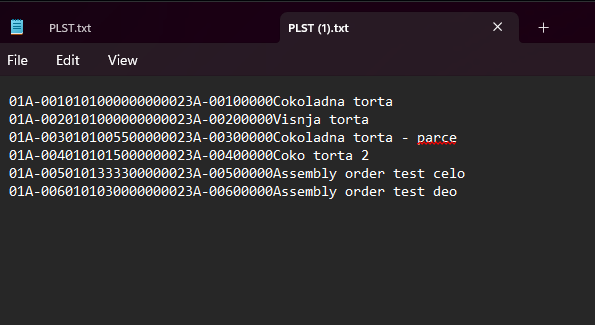 PLST.txt
PLST (1).txt
File Edit View
01A-0010101000000000023A-00100000Cokoladna torta
01A-0020101000000000023A-00200000Visnja torta
01A-0030101005500000023A-00300000Cokoladna torta - parce
01A-0040101015000000023A-00400000Coko torta 2
01A-0050101333300000023A-00500000Assembly order test celo
01A-0060101030000000023A-00600000Assembly order test deo